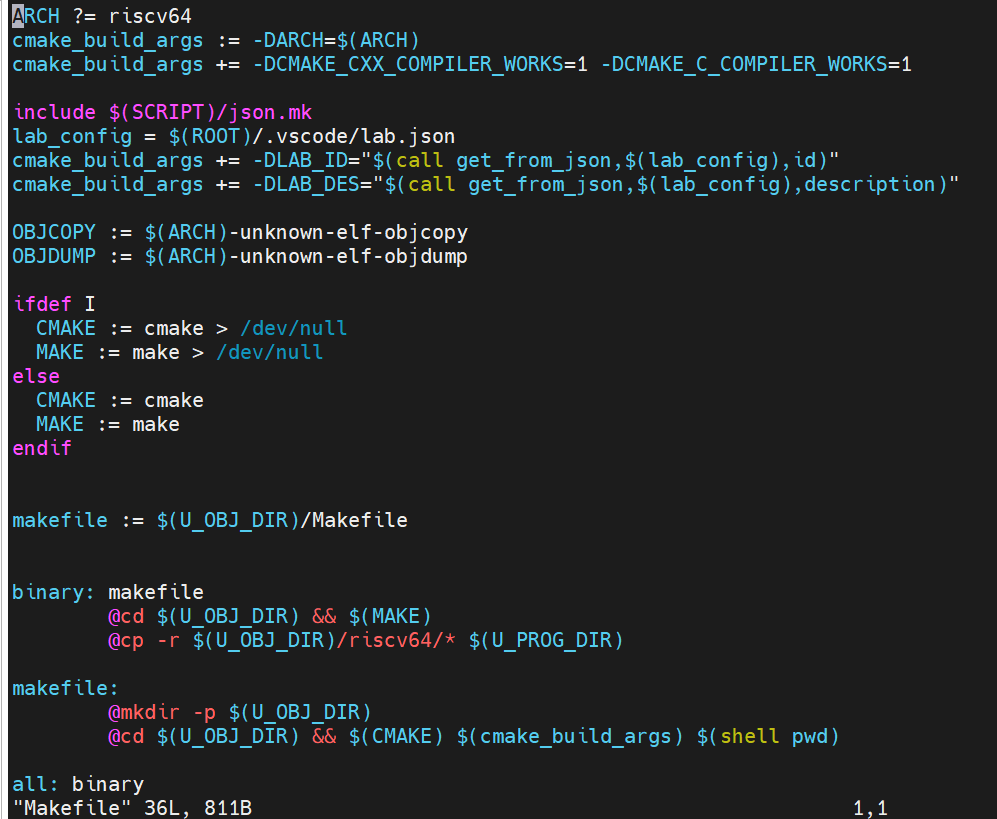 ARCH ?= riscv64
cmake_build_args := -DARCH=$(ARCH)
cmake_build_args += -DCMAKE_CXX_COMPILER_WORKS=1 -DCMAKE_C_COMPILER_WORKS=1

include $(SCRIPT)/json.mk
lab_config = $(ROOT)/.vscode/lab.json
cmake_build_args += -DLAB_ID="$(call get_from_json,$(lab_config),id)"
cmake_build_args += -DLAB_DES="$(call get_from_json,$(lab_config),description)"

OBJCOPY := $(ARCH)-unknown-elf-objcopy
OBJDUMP := $(ARCH)-unknown-elf-objdump

ifdef I
  CMAKE := cmake > /dev/null
  MAKE := make > /dev/null
else
  CMAKE := cmake
  MAKE := make
endif


makefile := $(U_OBJ_DIR)/Makefile


binary: makefile
        @cd $(U_OBJ_DIR) && $(MAKE)
        @cp -r $(U_OBJ_DIR)/riscv64/* $(U_PROG_DIR)

makefile:
        @mkdir -p $(U_OBJ_DIR)
        @cd $(U_OBJ_DIR) && $(CMAKE) $(cmake_build_args) $(shell pwd)

all: binary
"Makefile" 36L, 811B 1,1